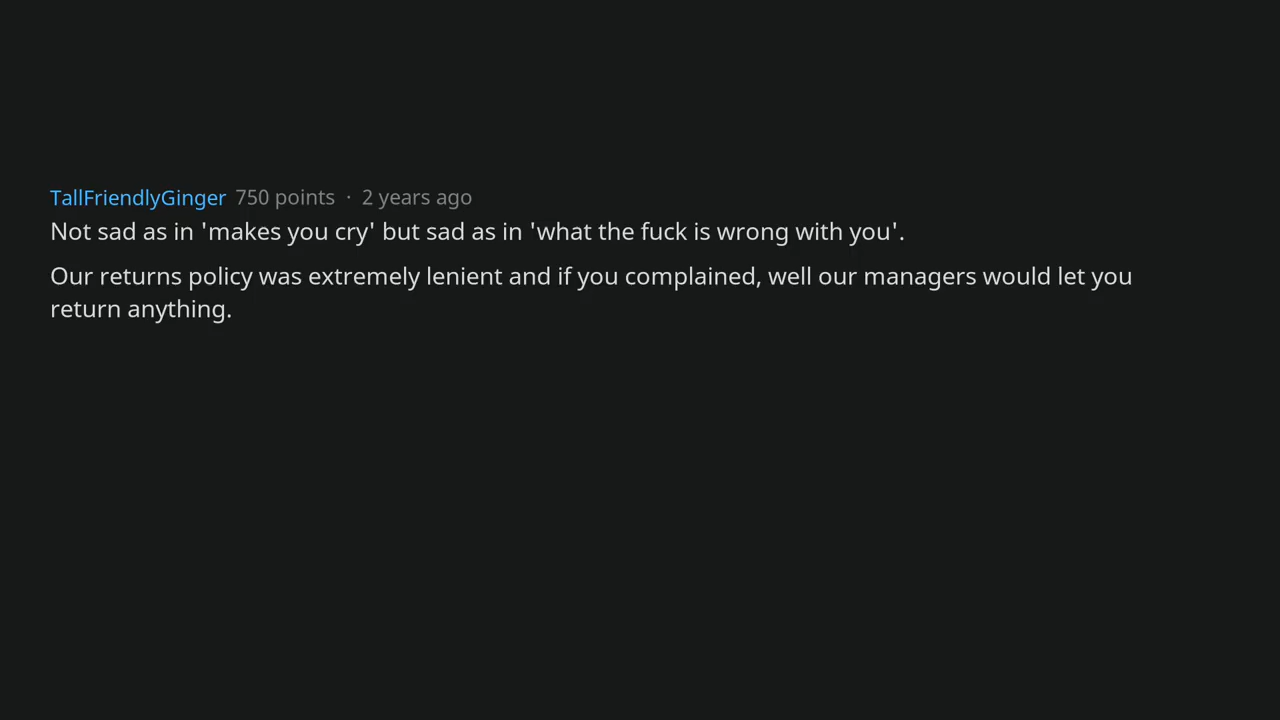 TallFriendlyGinger 750 points · 2 years ago
Not sad as in 'makes you cry' but sad as in 'what the fuck is wrong with you'.
Our returns policy was extremely lenient and if you complained, well our managers would let you
return anything.